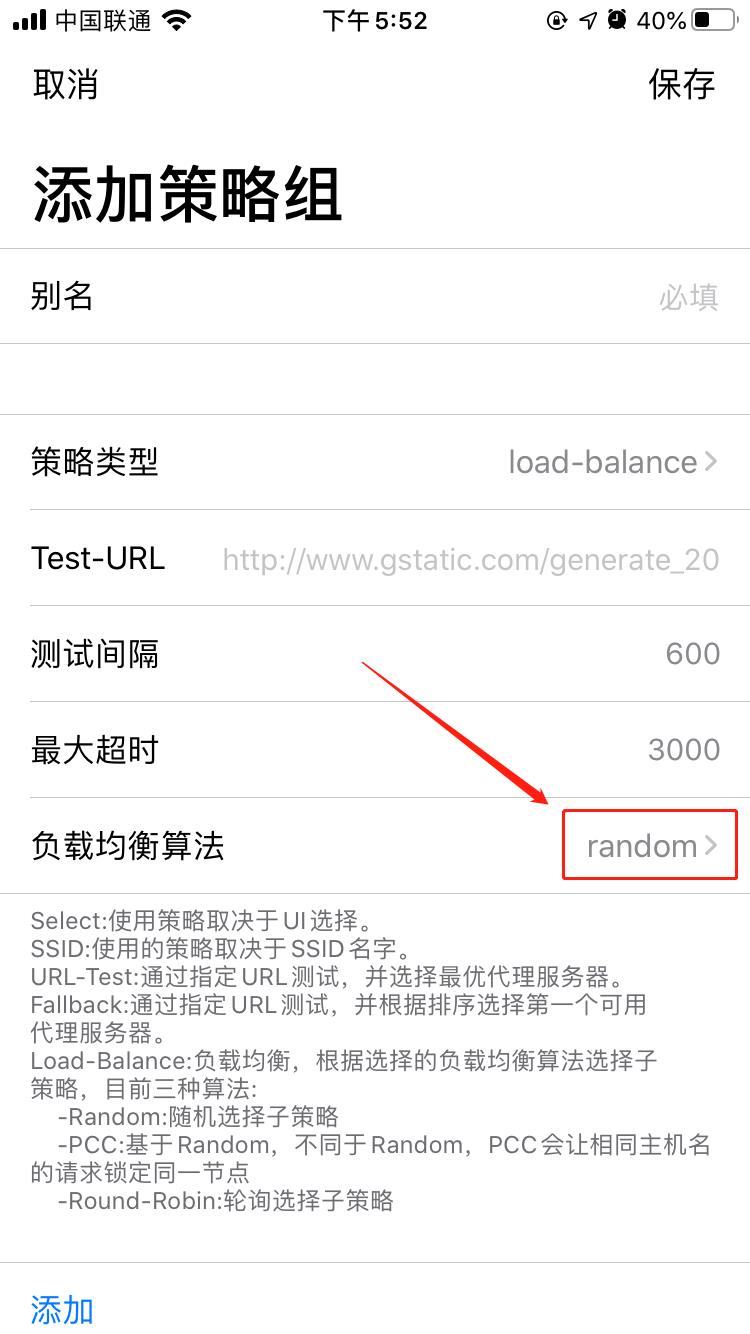 中国联通 下午5:52 40%
取消 保存
添加策略组
别名 必填
策略类型 load-balance
Test-URL http://www.gstatic.com/generate_20
测试间隔 600
最大超时 3000
负载均衡算法 random
Select:使用策略取决于UI选择。
SSID:使用的策略取决于SSID名字。
URL-Test:通过指定URL测试，并选择最优代理服务器。
Fallback:通过指定URL测试，并根据排序选择第一个可用
代理服务器。
Load-Balance:负载均衡，根据选择的负载均衡算法选择子
策略，目前三种算法:
-Random:随机选择子策略
-PCC:基于Random，不同于Random，PCC会让相同主机名
的请求锁定同一节点
-Round-Robin:轮询选择子策略
添加